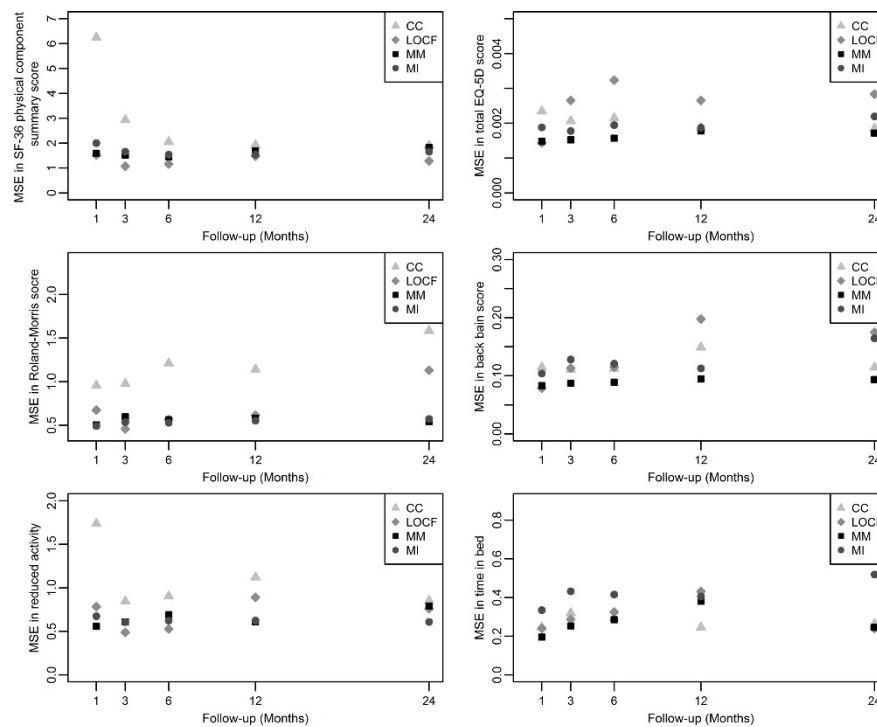 MSE in SF-36 physical component
summary score
0
1
2
3
4
5
6
7
CC
LOCF
MM
MI
1
3
6
12
24
Follow-up (Months)
MSE in total EQ-5D score
0.000
0.002
0.004
CC
LOCF
MM
MI
1
3
6
12
24
Follow-up (Months)
MSE in Roland-Morris socre
0.5
1.0
1.5
2.0
CC
LOCF
MM
MI
1
3
6
12
24
Follow-up (Months)
MSE in back bain score
0.00
0.10
0.20
0.30
CC
LOCF
MM
MI
1
3
6
12
24
Follow-up (Months)
MSE in reduced activity
0.0
0.5
1.0
1.5
2.0
CC
LOCF
MM
MI
1
3
6
12
24
Follow-up (Months)
MSE in time in bed
0.0
0.2
0.4
0.6
0.8
CC
LOCF
MM
MI
1
3
6
12
24
Follow-up (Months)